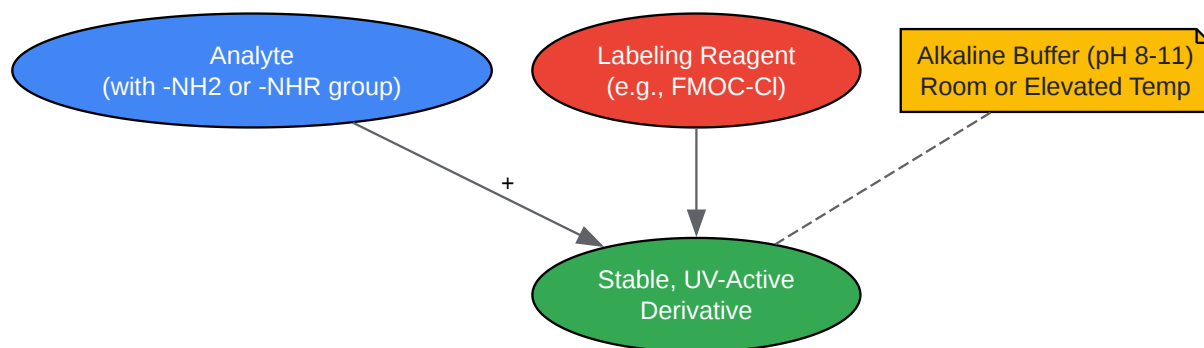 Analyte
(with -NH2 or -NHR group)
Labeling Reagent
(e.g., FMOC-Cl)
Alkaline Buffer (pH 8-11)
Room or Elevated Temp
+
Stable, UV-Active
Derivative